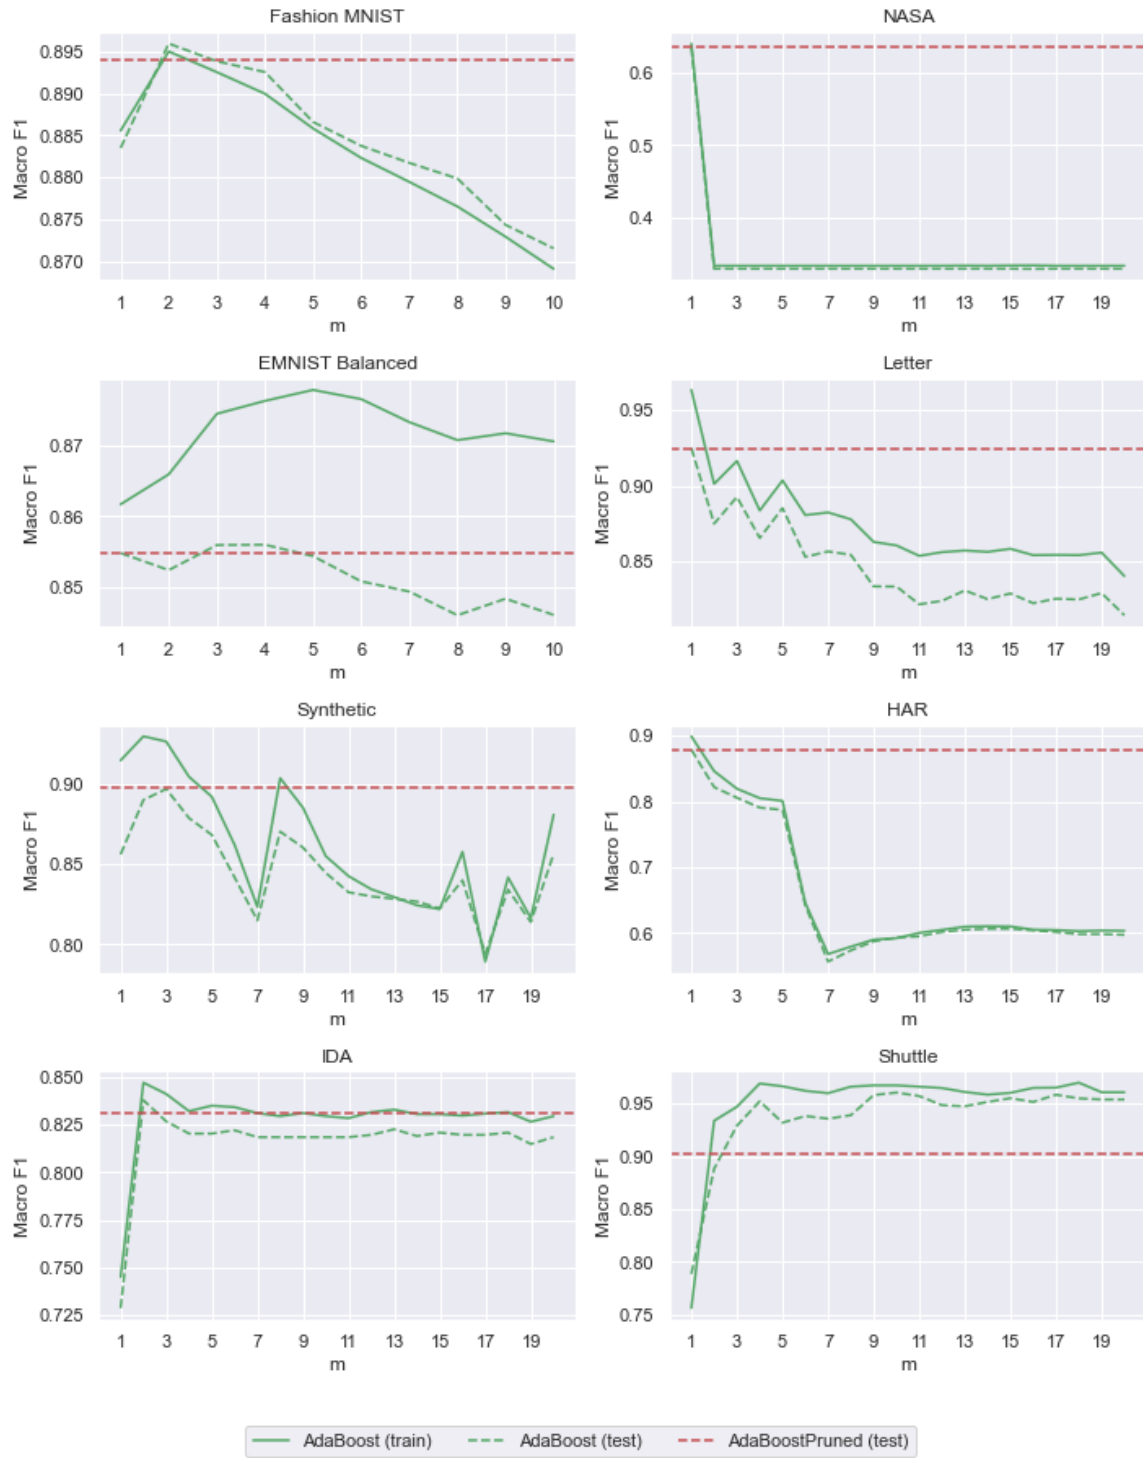 Fashion MNIST
Macro F1
0.895
0.890
0.885
0.880
0.875
0.870
1 2 3 4 5 6 7 8 9 10
m
NASA
Macro F1
0.6
0.5
0.4
1 3 5 7 9 11 13 15 17 19
m
EMNIST Balanced
Macro F1
0.87
0.86
0.85
1 2 3 4 5 6 7 8 9 10
m
Letter
Macro F1
0.95
0.90
0.85
1 3 5 7 9 11 13 15 17 19
m
Synthetic
Macro F1
0.90
0.85
0.80
1 3 5 7 9 11 13 15 17 19
m
HAR
Macro F1
0.9
0.8
0.7
0.6
1 3 5 7 9 11 13 15 17 19
m
IDA
Macro F1
0.850
0.825
0.800
0.775
0.750
0.725
1 3 5 7 9 11 13 15 17 19
m
Shuttle
Macro F1
0.95
0.90
0.85
0.80
0.75
1 3 5 7 9 11 13 15 17 19
m
AdaBoost (train) AdaBoost (test) AdaBoostPruned (test)